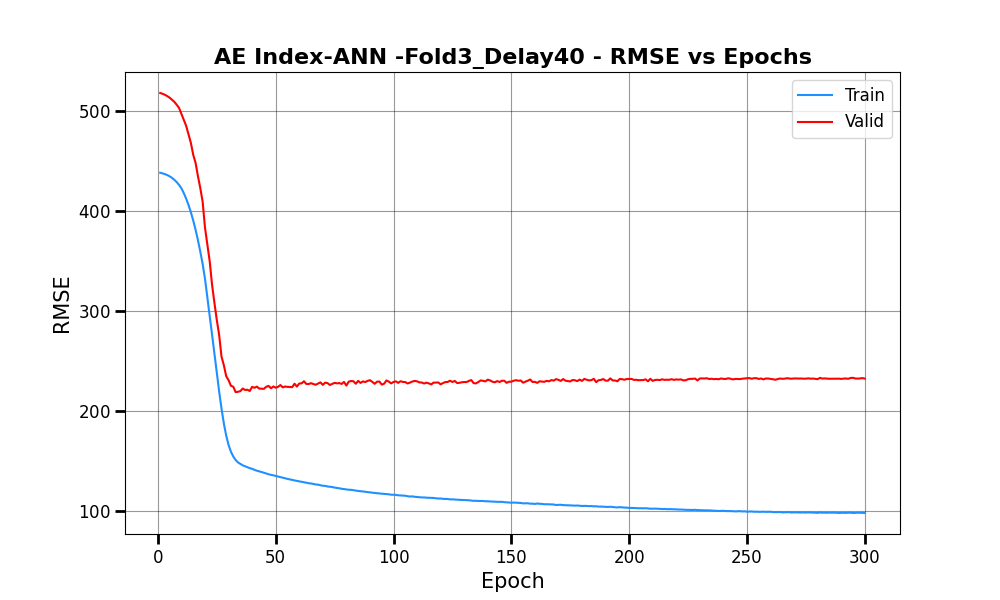 AE Index-ANN -Fold3_Delay40 - RMSE vs Epochs
Train
Valid
RMSE
500
400
300
200
100
0 50 100 150 200 250 300
Epoch